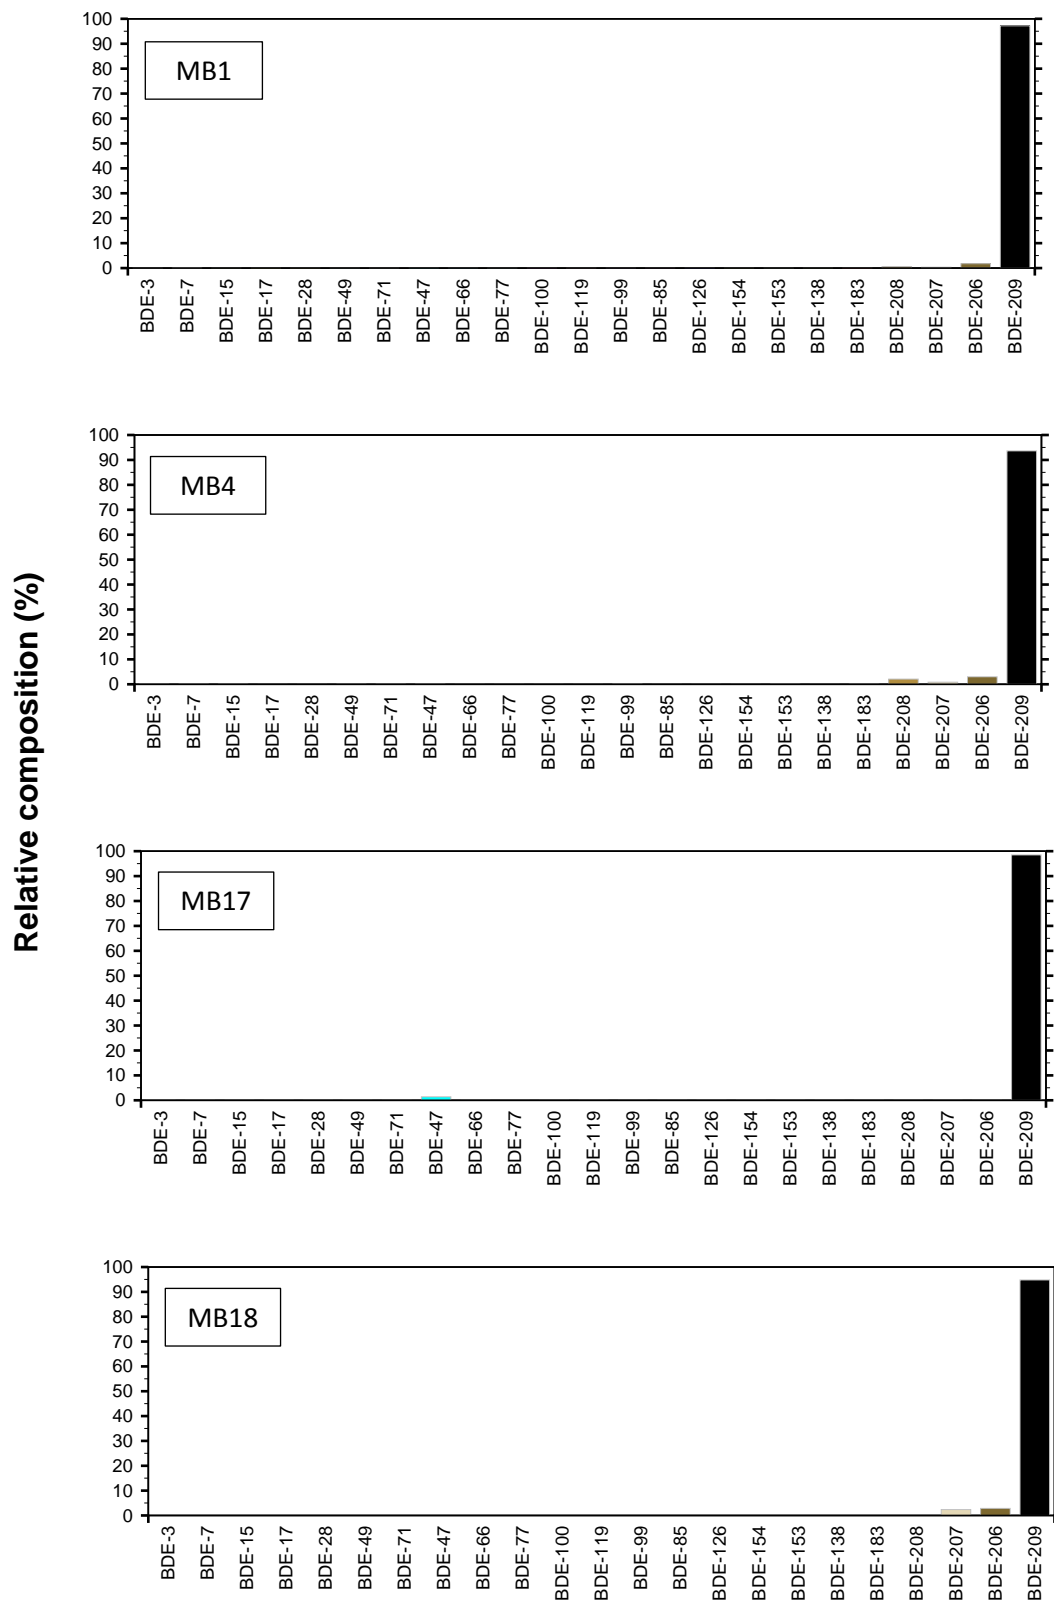 Relative composition (%)
MB1
100
90
80
70
60
50
40
30
20
10
0
BDE-3
BDE-7
BDE-15
BDE-17
BDE-28
BDE-49
BDE-71
BDE-47
BDE-66
BDE-77
BDE-100
BDE-119
BDE-99
BDE-85
BDE-126
BDE-154
BDE-153
BDE-138
BDE-183
BDE-208
BDE-207
BDE-206
BDE-209
MB4
100
90
80
70
60
50
40
30
20
10
0
BDE-3
BDE-7
BDE-15
BDE-17
BDE-28
BDE-49
BDE-71
BDE-47
BDE-66
BDE-77
BDE-100
BDE-119
BDE-99
BDE-85
BDE-126
BDE-154
BDE-153
BDE-138
BDE-183
BDE-208
BDE-207
BDE-206
BDE-209
MB17
100
90
80
70
60
50
40
30
20
10
0
BDE-3
BDE-7
BDE-15
BDE-17
BDE-28
BDE-49
BDE-71
BDE-47
BDE-66
BDE-77
BDE-100
BDE-119
BDE-99
BDE-85
BDE-126
BDE-154
BDE-153
BDE-138
BDE-183
BDE-208
BDE-207
BDE-206
BDE-209
MB18
100
90
80
70
60
50
40
30
20
10
0
BDE-3
BDE-7
BDE-15
BDE-17
BDE-28
BDE-49
BDE-71
BDE-47
BDE-66
BDE-77
BDE-100
BDE-119
BDE-99
BDE-85
BDE-126
BDE-154
BDE-153
BDE-138
BDE-183
BDE-208
BDE-207
BDE-206
BDE-209